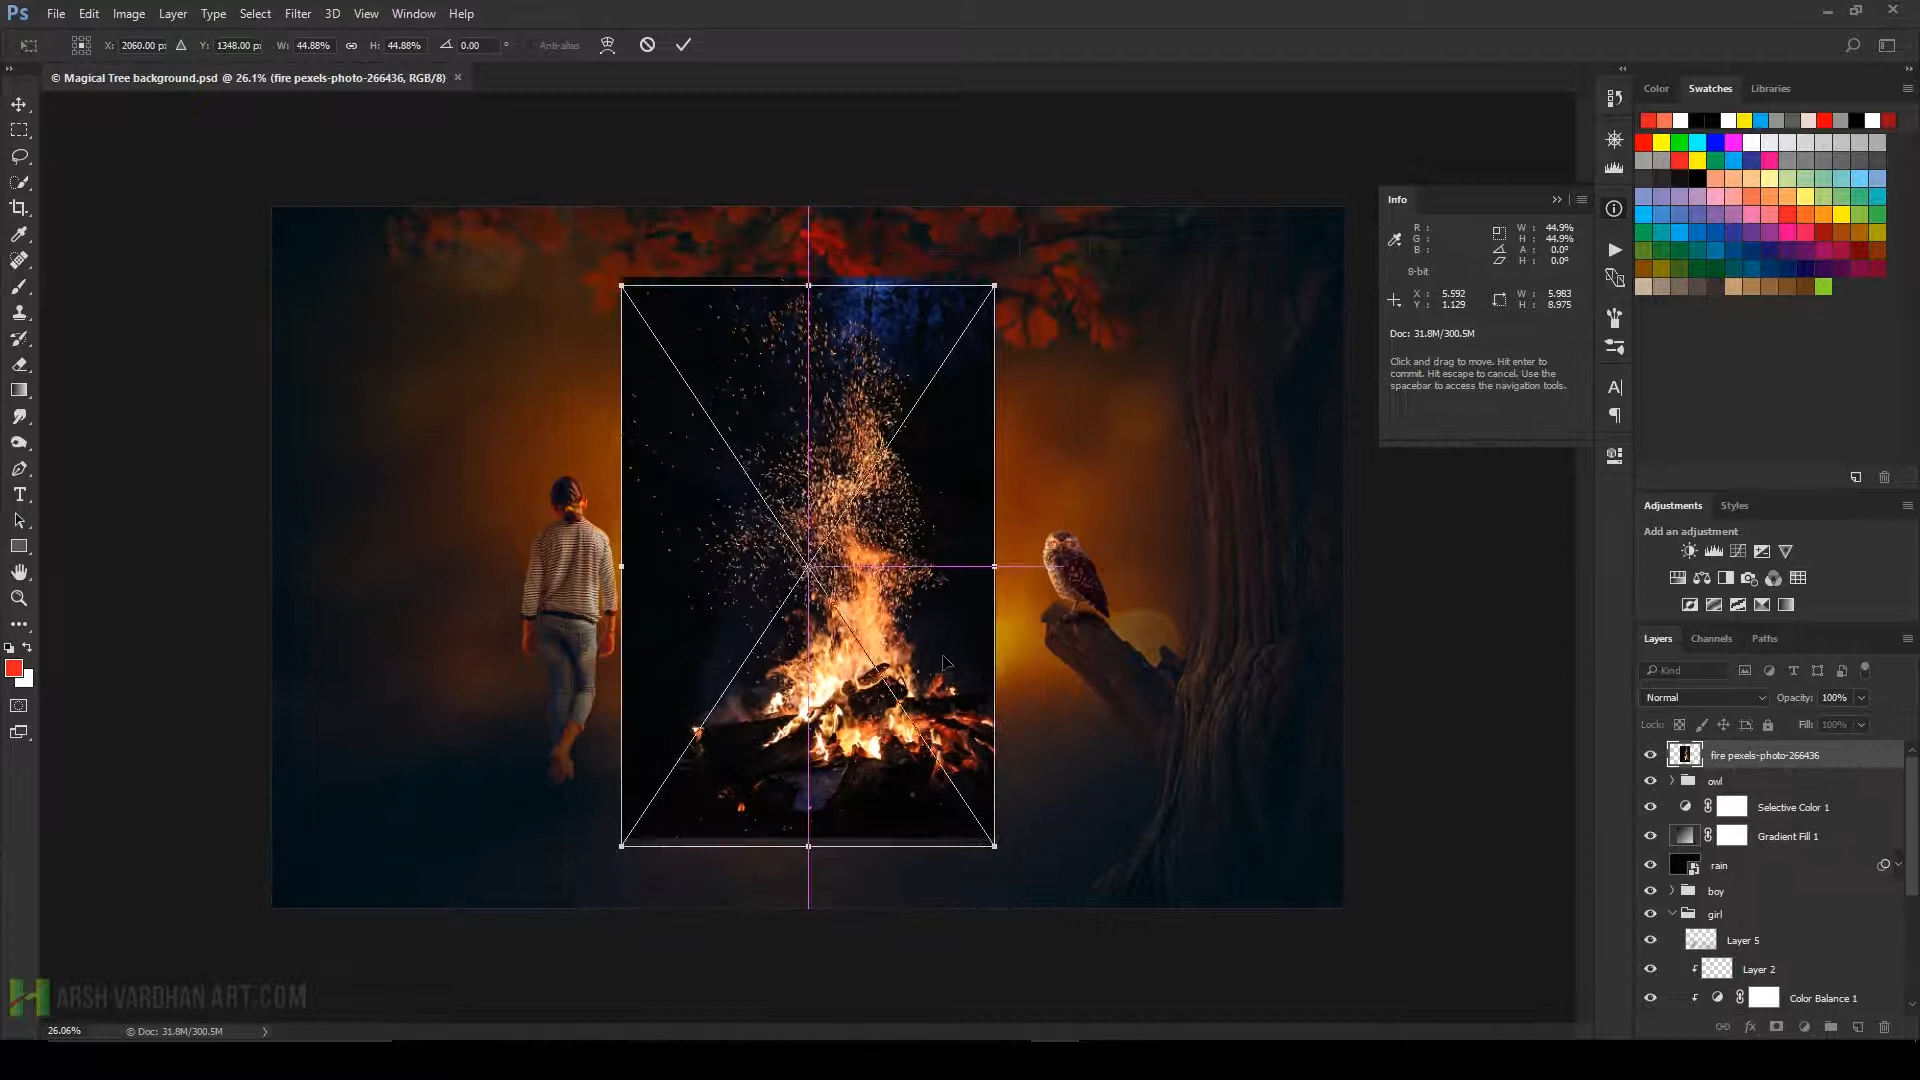 Ps File Edit Image Layer Type Select Filter 3D View Window Help
X: 2060.00 px Y: 1348.00 px W: 44.88% H: 44.88% 0.00 ° Anti-alias
© Magical Tree background.psd @ 26.1% (fire pexels-photo-266436, RGB/8) ×
Color Swatches Libraries
Info
R : W : 44.9%
G : H : 44.9%
B : A : 0.0°
H : 0.0°
8-bit
X : 5.592 W : 5.983
Y : 1.129 H : 8.975
Doc: 31.8M/300.5M
Click and drag to move. Hit enter to
commit. Hit escape to cancel. Use the
spacebar to access the navigation tools.
Adjustments Styles
Add an adjustment
Layers Channels Paths
Kind
Normal Opacity: 100%
Lock: Fill: 100%
fire pexels-photo-266436
owl
Selective Color 1
Gradient Fill 1
rain
boy
girl
Layer 5
Layer 2
Color Balance 1
ARSH VARDHAN ART.COM
26.06% © Doc: 31.8M/300.5M